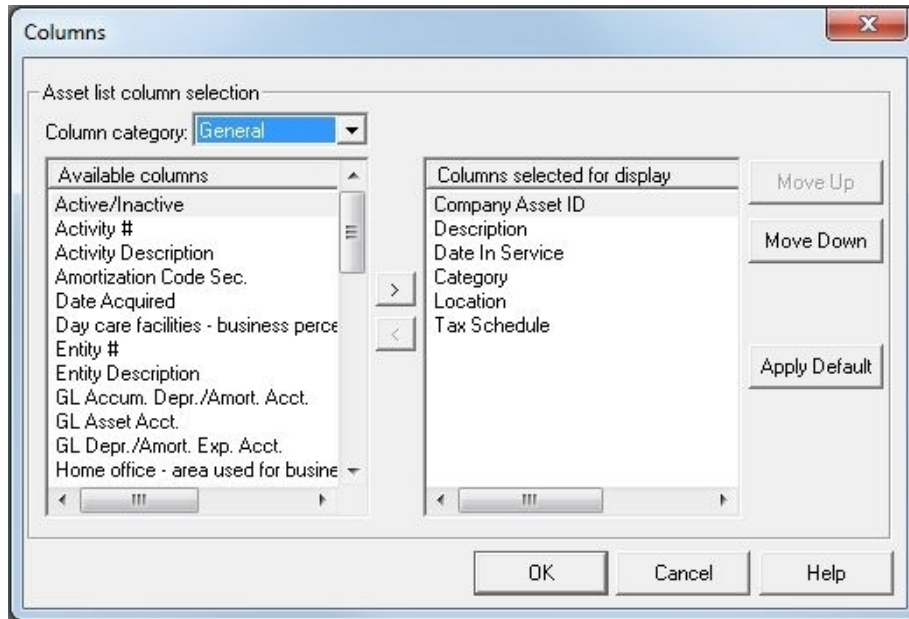 Columns
Asset list column selection
Column category: General
Available columns
Active/Inactive
Activity #
Activity Description
Amortization Code Sec.
Date Acquired
Day care facilities - business perce
Entity #
Entity Description
GL Accum. Depr./Amort. Acct.
GL Asset Acct.
GL Depr./Amort. Exp. Acct.
Home office - area used for busine
>
<
Columns selected for display
Company Asset ID
Description
Date In Service
Category
Location
Tax Schedule
Move Up
Move Down
Apply Default
OK
Cancel
Help